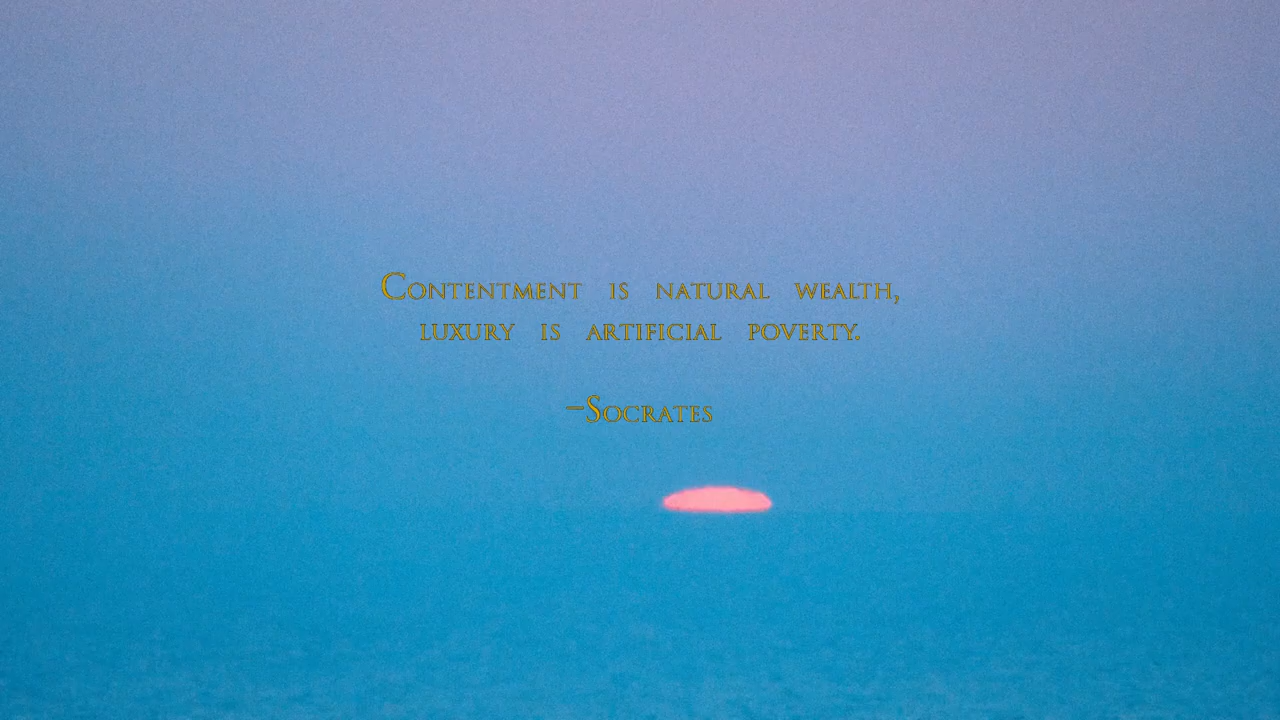 Contentment is natural wealth,
luxury is artificial poverty.
–Socrates